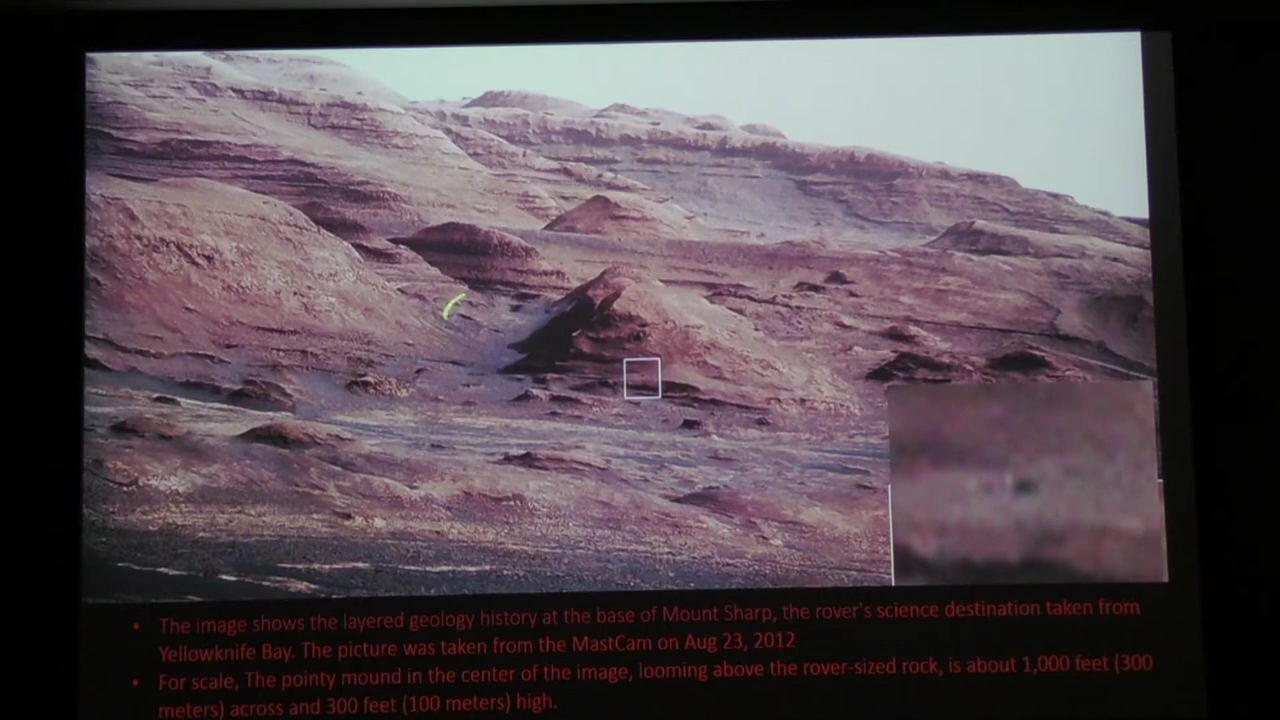 • The image shows the layered geology history at the base of Mount Sharp, the rover's science destination taken from
Yellowknife Bay. The picture was taken from the MastCam on Aug 23, 2012
• For scale, The pointy mound in the center of the image, looming above the rover-sized rock, is about 1,000 feet (300
meters) across and 300 feet (100 meters) high.